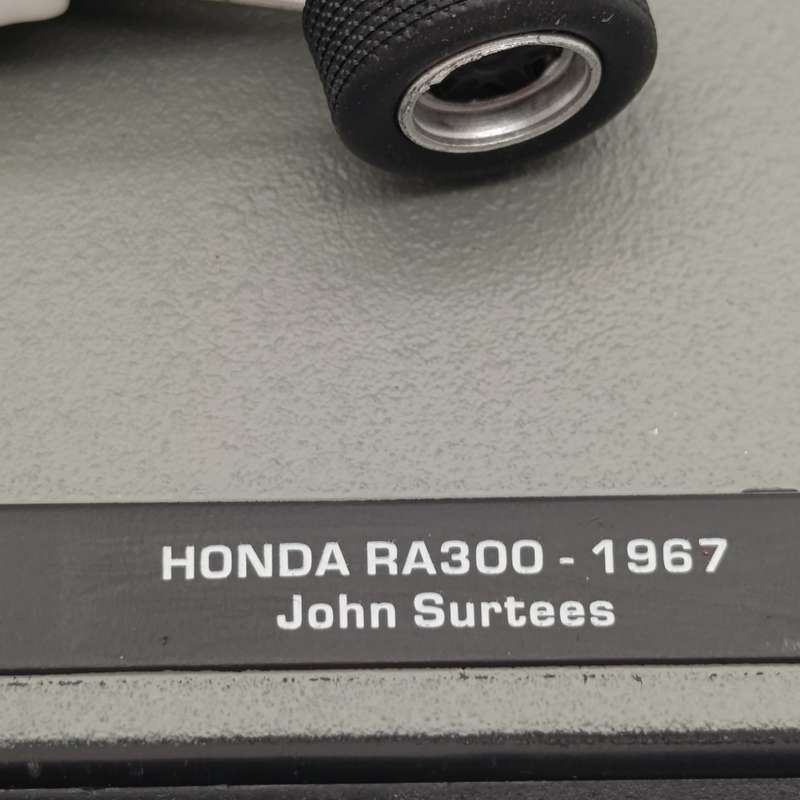 HONDA RA300 - 1967
John Surtees